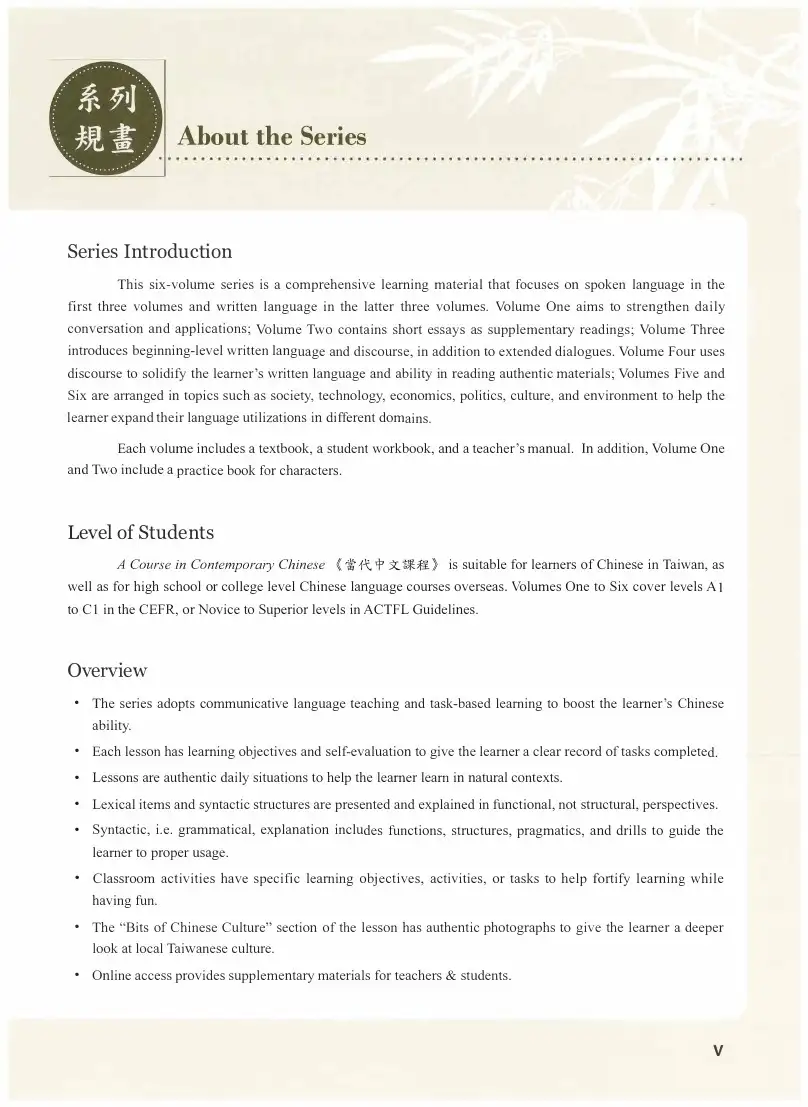 系列
規畫
About the Series
Series Introduction
This six-volume series is a comprehensive learning material that focuses on spoken language in the
first three volumes and written language in the latter three volumes. Volume One aims to strengthen daily
conversation and applications; Volume Two contains short essays as supplementary readings; Volume Three
introduces beginning-level written language and discourse, in addition to extended dialogues. Volume Four uses
discourse to solidify the learner's written language and ability in reading authentic materials; Volumes Five and
Six are arranged in topics such as society, technology, economics, politics, culture, and environment to help the
learner expand their language utilizations in different domains.
Each volume includes a textbook, a student workbook, and a teacher's manual. In addition, Volume One
and Two include a practice book for characters.
Level of Students
A Course in Contemporary Chinese《當代中文課程》is suitable for learners of Chinese in Taiwan, as
well as for high school or college level Chinese language courses overseas. Volumes One to Six cover levels A1
to C1 in the CEFR, or Novice to Superior levels in ACTFL Guidelines.
Overview
• The series adopts communicative language teaching and task-based learning to boost the learner's Chinese
ability.
• Each lesson has learning objectives and self-evaluation to give the learner a clear record of tasks completed.
• Lessons are authentic daily situations to help the learner learn in natural contexts.
• Lexical items and syntactic structures are presented and explained in functional, not structural, perspectives.
• Syntactic, i.e. grammatical, explanation includes functions, structures, pragmatics, and drills to guide the
learner to proper usage.
• Classroom activities have specific learning objectives, activities, or tasks to help fortify learning while
having fun.
• The "Bits of Chinese Culture" section of the lesson has authentic photographs to give the learner a deeper
look at local Taiwanese culture.
• Online access provides supplementary materials for teachers & students.
V